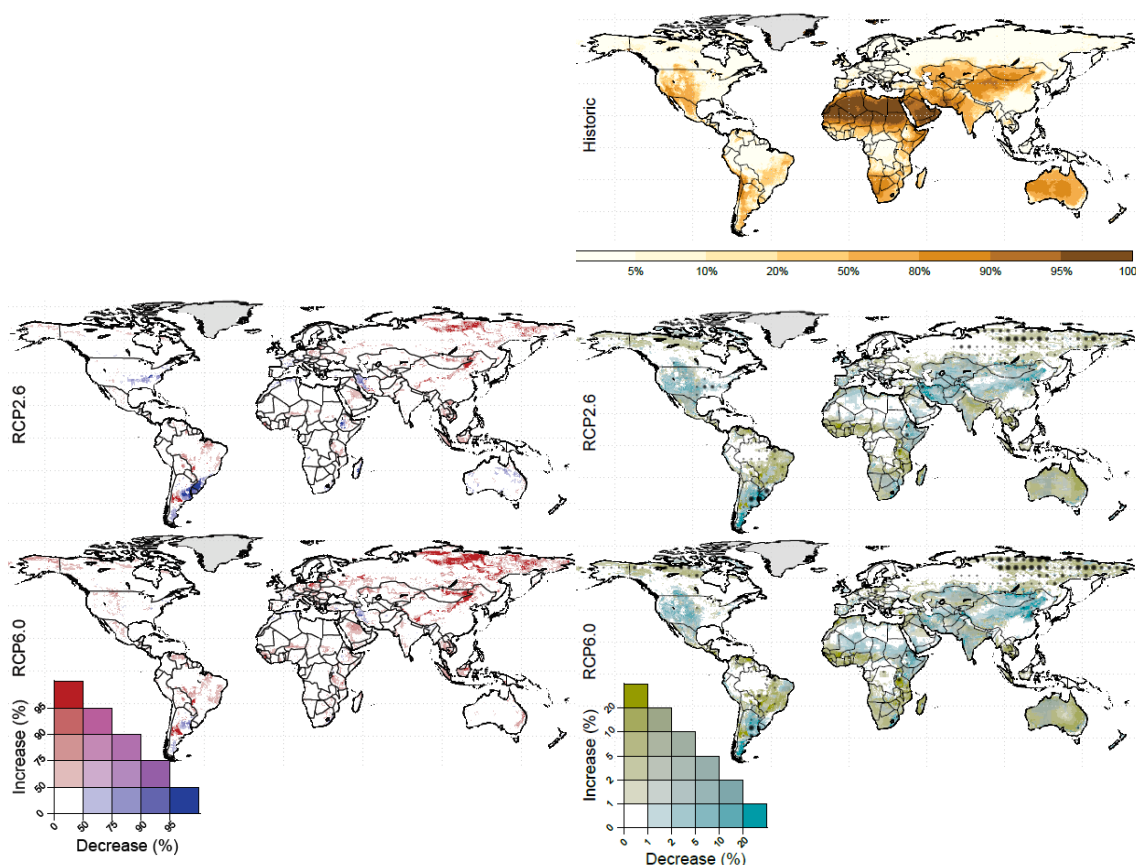 Historic
5% 10% 20% 50% 80% 90% 95% 100
RCP2.6
RCP2.6
RCP6.0
RCP6.0
Increase (%)
95
90
75
50
0
0 50 75 90 95
Decrease (%)
Increase (%)
20
10
5
2
1
0
0 1 2 5 10 20
Decrease (%)